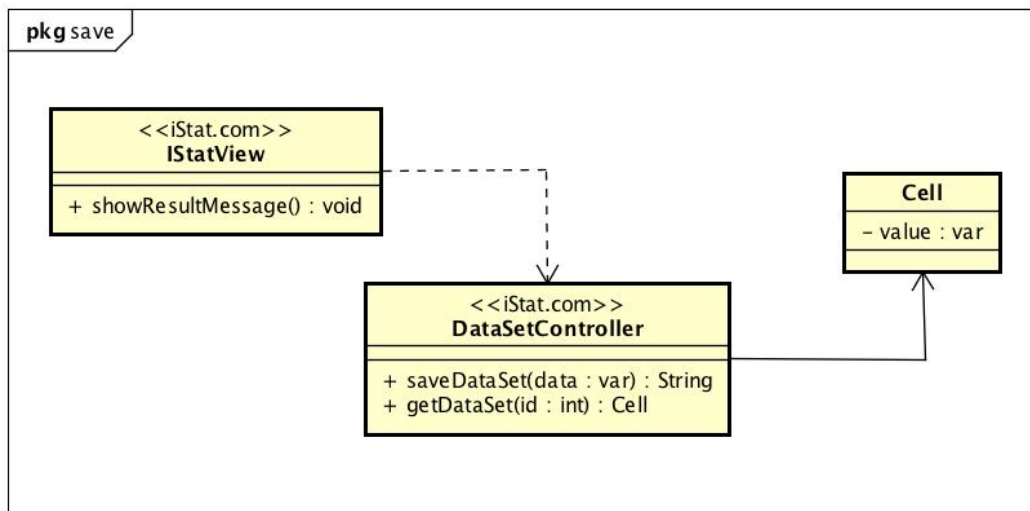 pkg save
<<iStat.com>>
IStatView
+ showResultMessage() : void
Cell
- value : var
<<iStat.com>>
DataSetController
+ saveDataSet(data : var) : String
+ getDataSet(id : int) : Cell